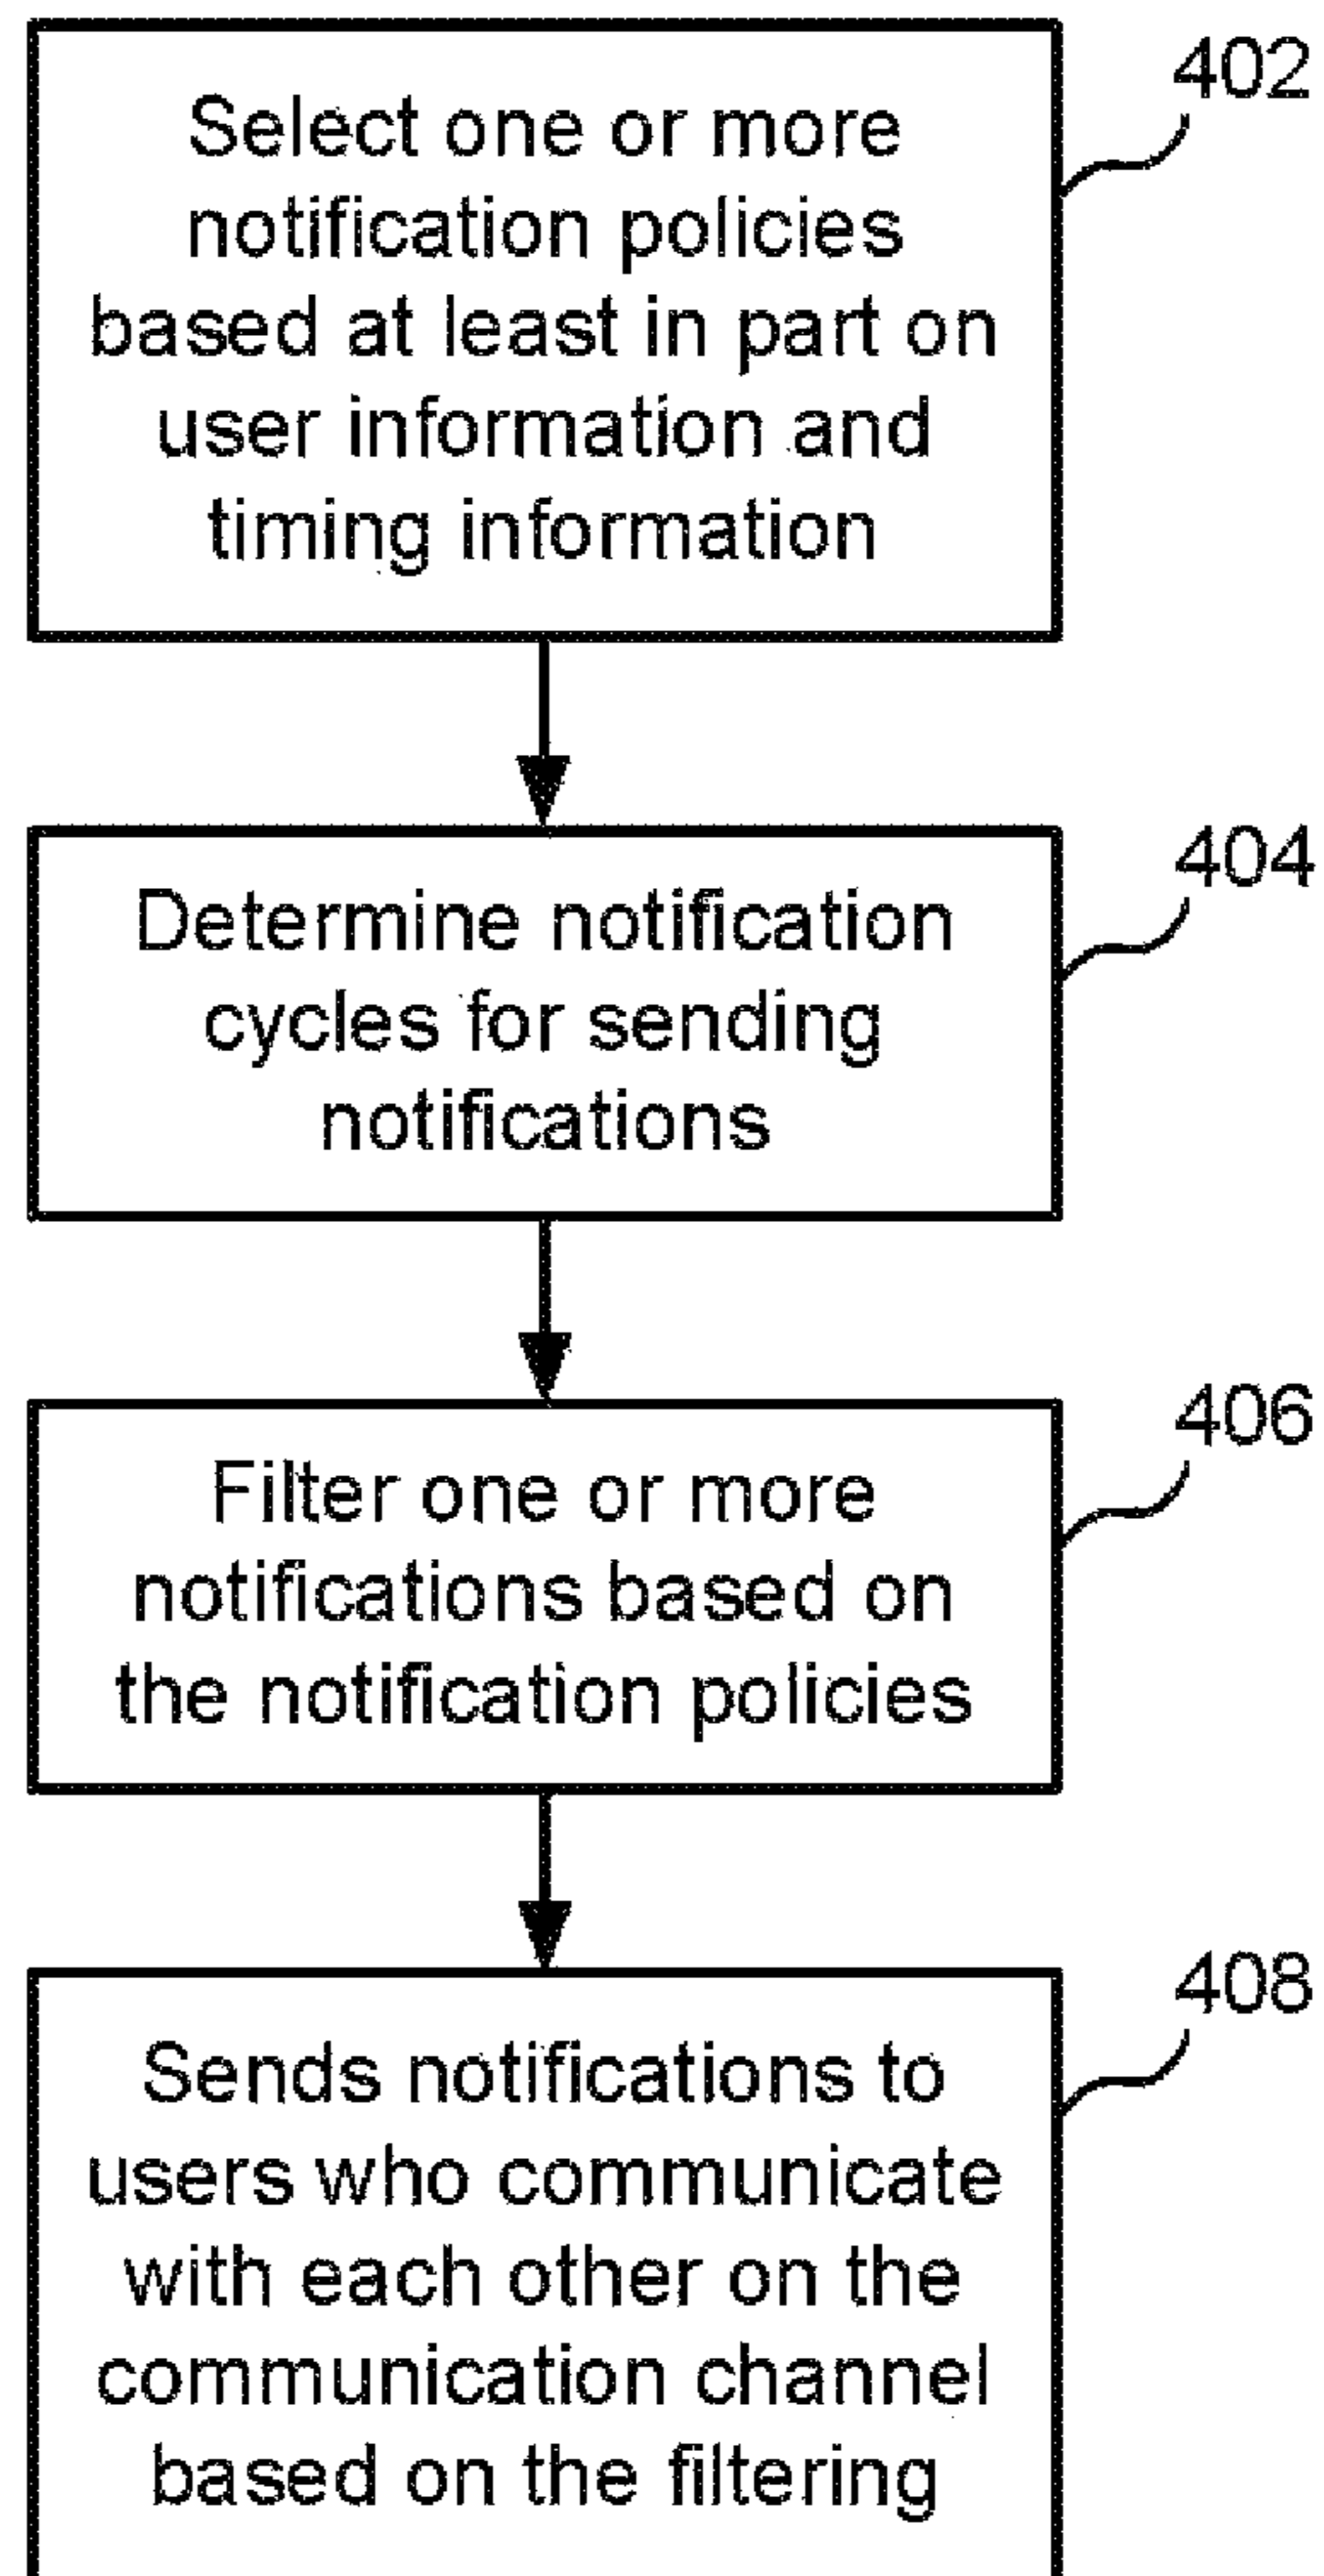 402
Select one or more
notification policies
based at least in part on
user information and
timing information
404
Determine notification
cycles for sending
notifications
406
Filter one or more
notifications based on
the notification policies
408
Sends notifications to
users who communicate
with each other on the
communication channel
based on the filtering